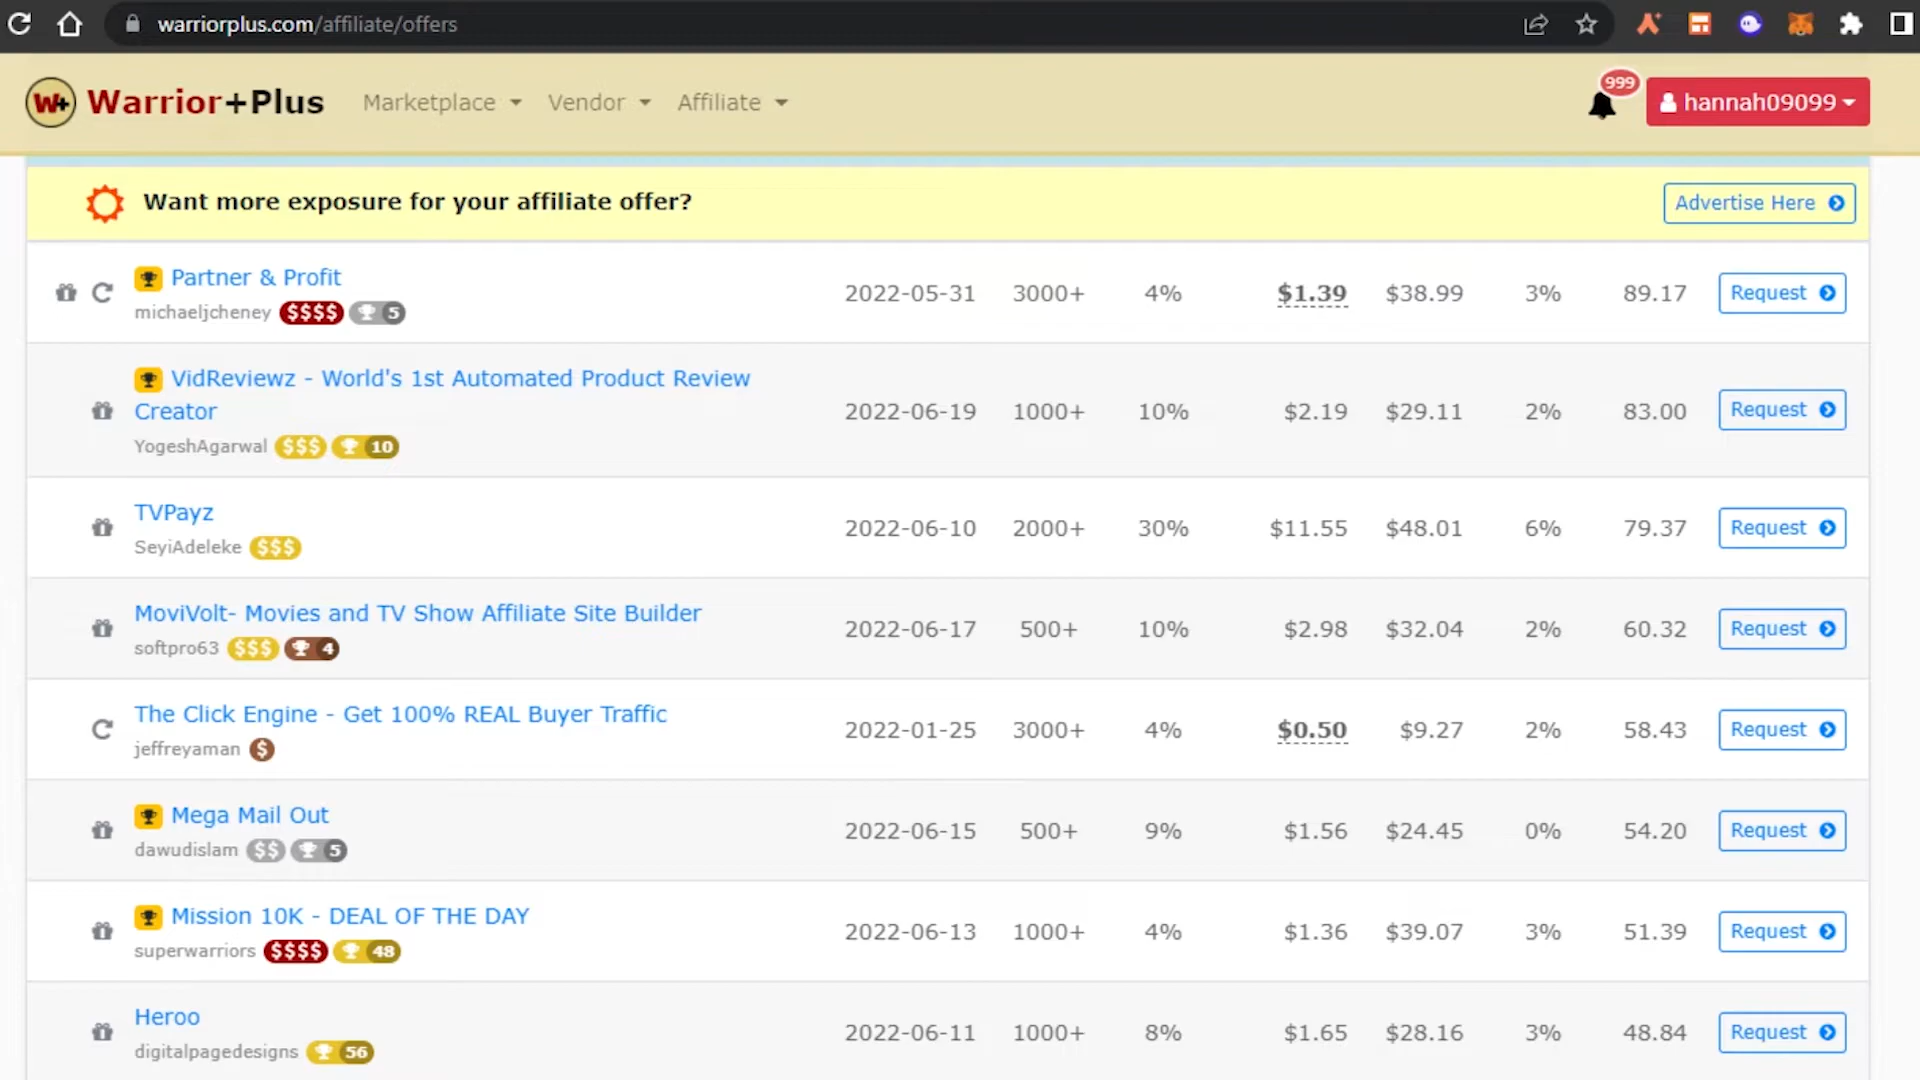 warriorplus.com/affiliate/offers
W+ Warrior+Plus Marketplace Vendor Affiliate 999 hannah09099
Want more exposure for your affiliate offer? Advertise Here
Partner & Profit
michaeljcheney $$$$ 5
2022-05-31 3000+ 4% $1.39 $38.99 3% 89.17 Request
VidReviewz - World's 1st Automated Product Review
Creator
YogeshAgarwal $$$ 10
2022-06-19 1000+ 10% $2.19 $29.11 2% 83.00 Request
TVPayz
SeyiAdeleke $$$
2022-06-10 2000+ 30% $11.55 $48.01 6% 79.37 Request
MoviVolt- Movies and TV Show Affiliate Site Builder
softpro63 $$$ 4
2022-06-17 500+ 10% $2.98 $32.04 2% 60.32 Request
The Click Engine - Get 100% REAL Buyer Traffic
jeffreyaman $
2022-01-25 3000+ 4% $0.50 $9.27 2% 58.43 Request
Mega Mail Out
dawudislam $$ 5
2022-06-15 500+ 9% $1.56 $24.45 0% 54.20 Request
Mission 10K - DEAL OF THE DAY
superwarriors $$$$ 48
2022-06-13 1000+ 4% $1.36 $39.07 3% 51.39 Request
Heroo
digitalpagedesigns 56
2022-06-11 1000+ 8% $1.65 $28.16 3% 48.84 Request